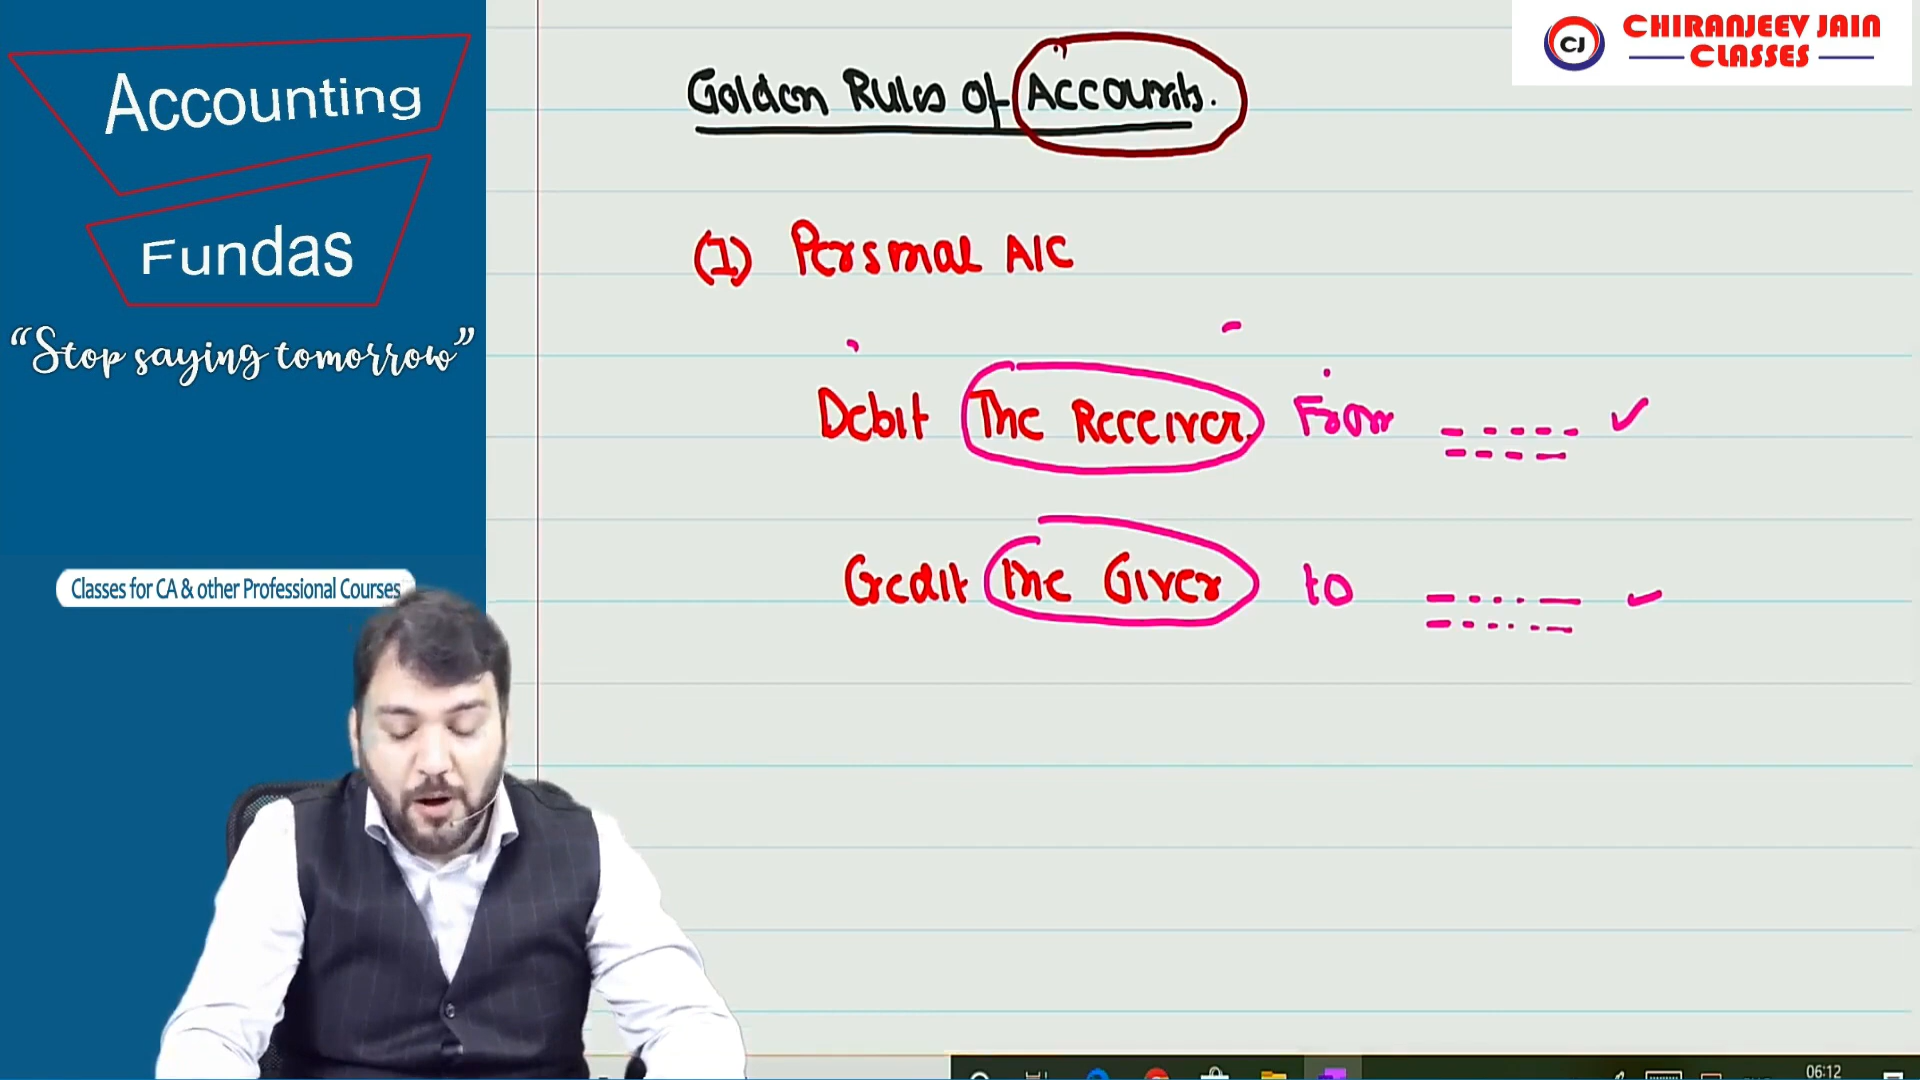 Accounting
Fundas
“Stop saying tomorrow”
Classes for CA & other Professional Courses
CJ
CHIRANJEEV JAIN
CLASSES
Golden Rules of Accounts.
(I) Personal A/C
Debit The Receiver. From
Credit the Giver to
06:12